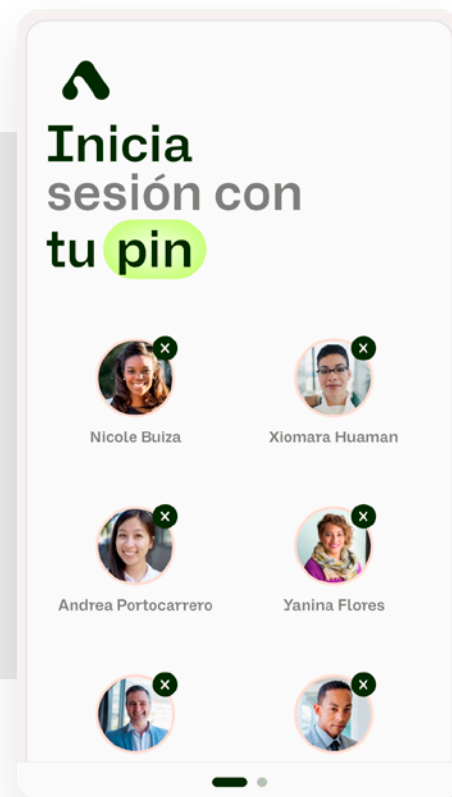 Inicia
sesión con
tu pin
Nicole Buiza
Xiomara Huaman
Andrea Portocarrero
Yanina Flores